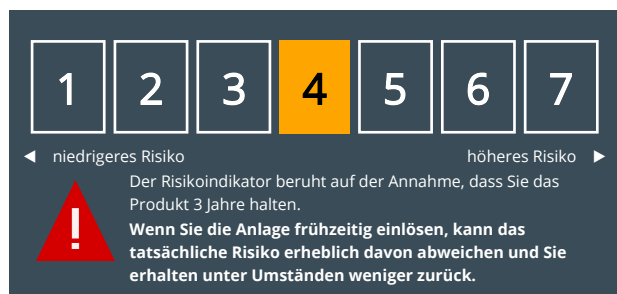 1 2 3 4 5 6 7
◀ niedrigeres Risiko höheres Risiko ▶
Der Risikoindikator beruht auf der Annahme, dass Sie das
Produkt 3 Jahre halten.
!
Wenn Sie die Anlage frühzeitig einlösen, kann das
tatsächliche Risiko erheblich davon abweichen und Sie
erhalten unter Umständen weniger zurück.